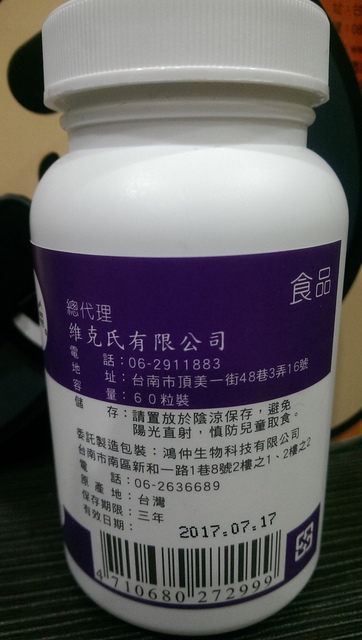 食品
總代理
維克氏有限公司
電話：06-2911883
地址：台南市頂美一街48巷3弄16號
容量：60粒裝
儲存：請置放於陰涼保存，避免
陽光直射，慎防兒童取食。
委託製造包裝：鴻仲生物科技有限公司
台南市南區新和一路1巷8號2樓之1、2樓之2
電話：06-2636689
原產地：台灣
保存期限：三年
有效日期：
2017.07.17
4 710680 272999